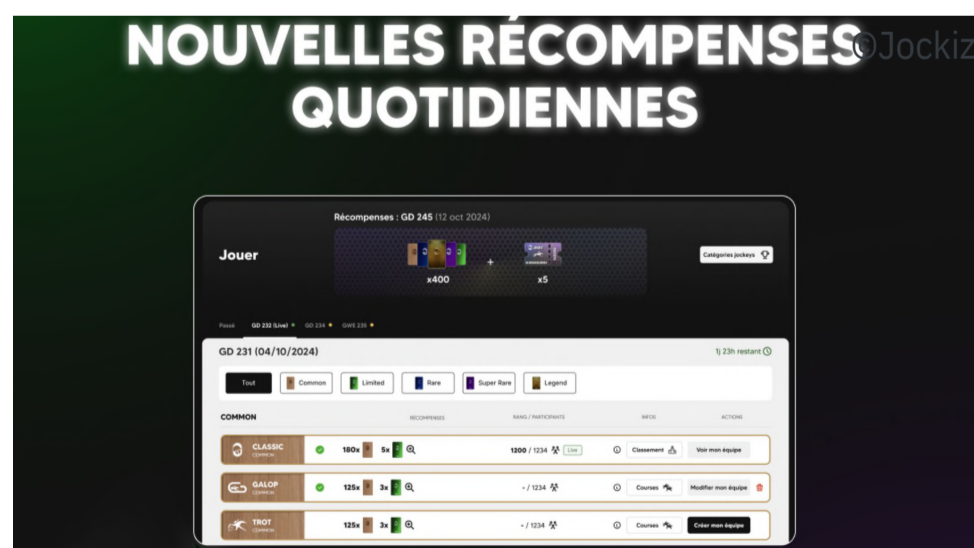 NOUVELLES RÉCOMPENSES
©Jockiz
QUOTIDIENNES
Récompenses : GD 245 (12 oct 2024)
Jouer
+
Catégories jockeys
x400 x5
Passé GD 232 (Live) GD 234 GWE 235
GD 231 (04/10/2024) 1j 23h restant
Tout Common Limited Rare Super Rare Legend
COMMON RÉCOMPENSES RANG / PARTICIPANTS INFOS ACTIONS
CLASSIC
COMMON
180x 5x 1200 / 1234 Live Classement Voir mon équipe
GALOP
COMMON
125x 3x - / 1234 Courses Modifier mon équipe
TROT
COMMON
125x 3x - / 1234 Courses Créer mon équipe